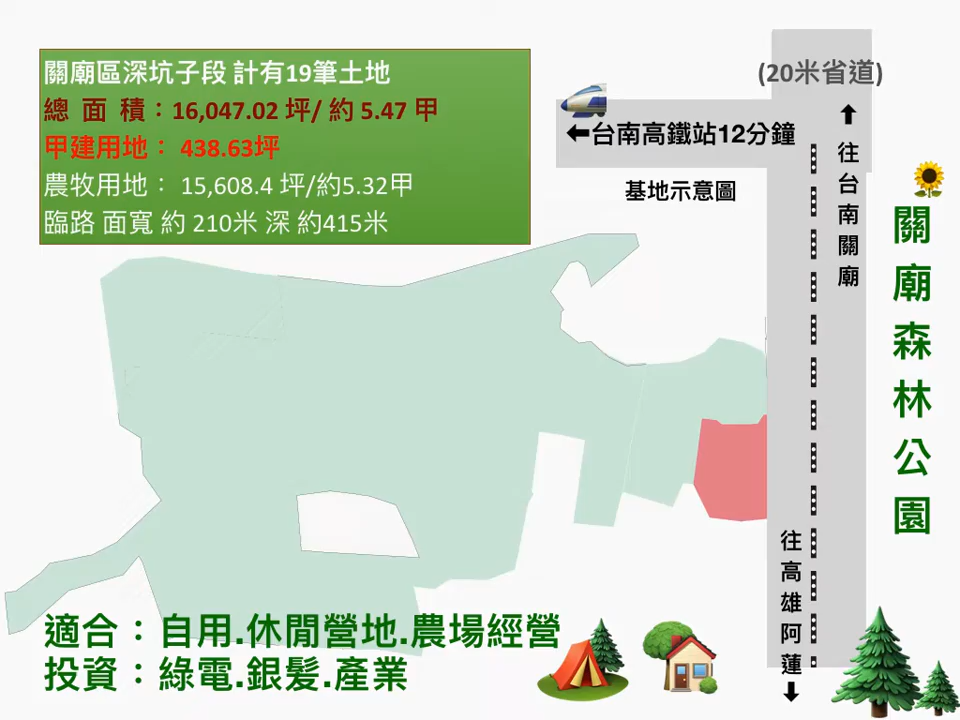 關廟區深坑子段 計有19筆土地
總 面 積：16,047.02 坪/ 約 5.47 甲
甲建用地： 438.63坪
農牧用地： 15,608.4 坪/約5.32甲
臨路 面寬 約 210米 深 約415米
(20米省道)
⬅台南高鐵站12分鐘
基地示意圖
⬆往台南關廟
關廟森林公園
往高雄阿蓮⬇
適合：自用.休閒營地.農場經營
投資：綠電.銀髮.產業